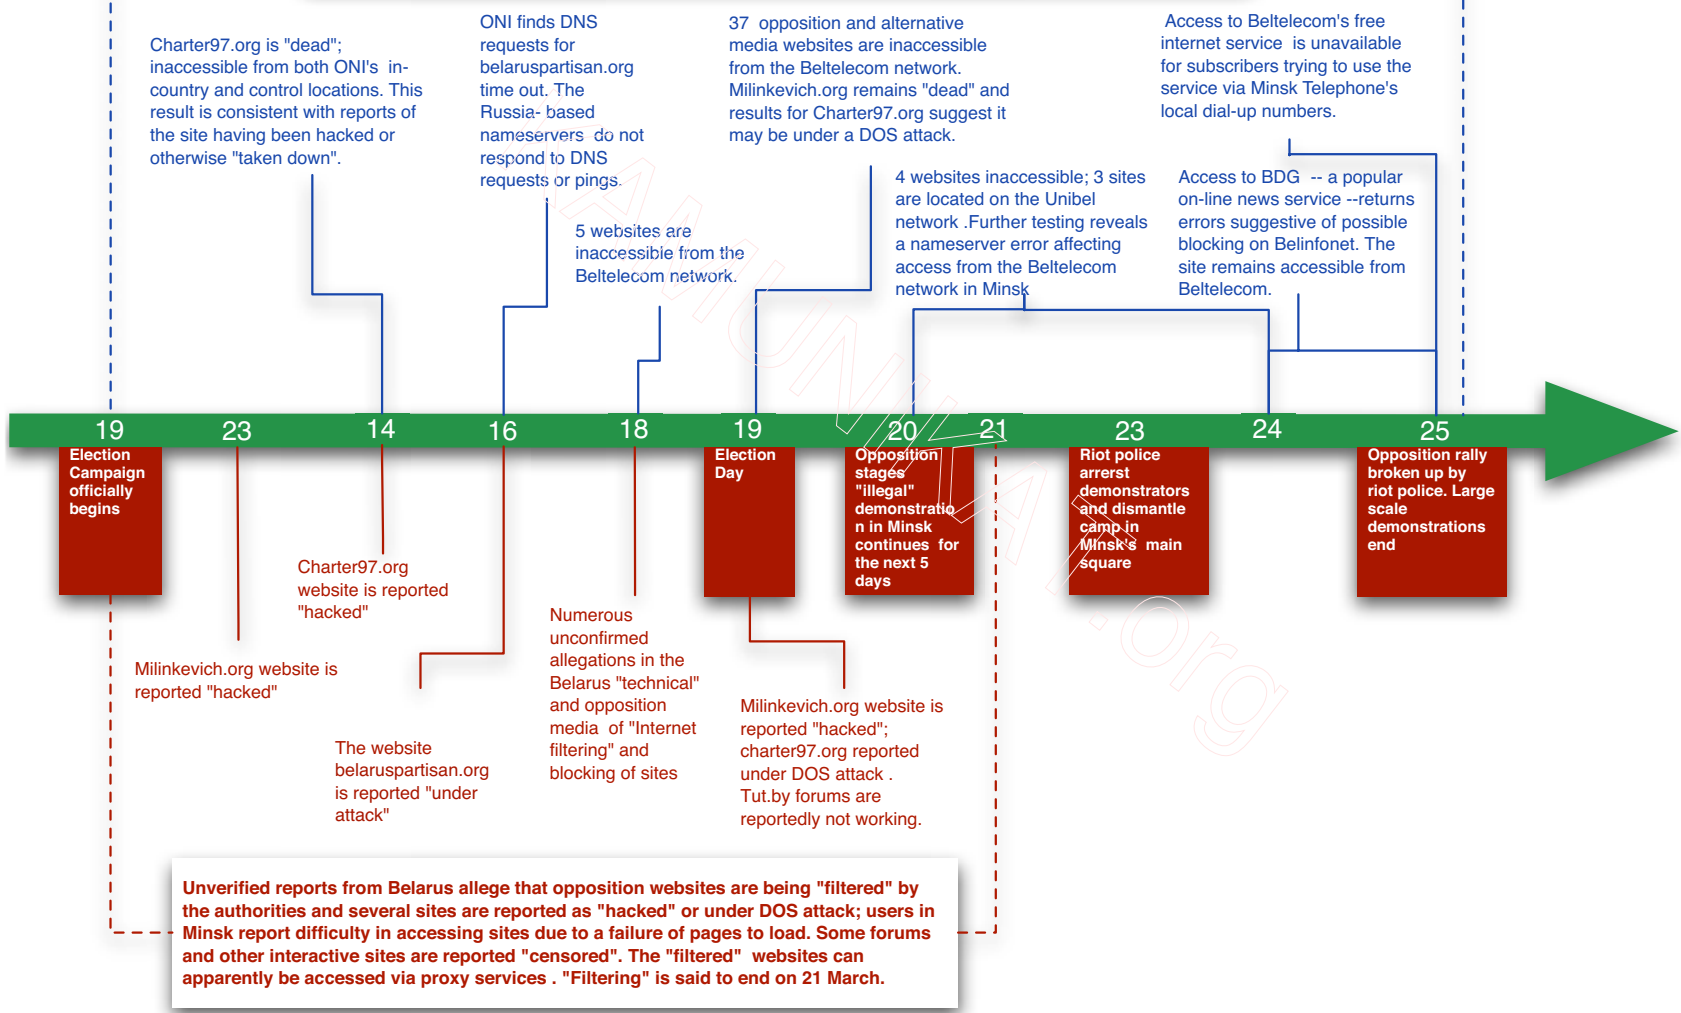 Charter97.org is "dead";
inaccessible from both ONI's in-
country and control locations. This
result is consistent with reports of
the site having been hacked or
otherwise "taken down".
ONI finds DNS
requests for
belaruspartisan.org
time out. The
Russia- based
nameservers do not
respond to DNS
requests or pings.
5 websites are
inaccessible from the
Beltelecom network.
37 opposition and alternative
media websites are inaccessible
from the Beltelecom network.
Milinkevich.org remains "dead" and
results for Charter97.org suggest it
may be under a DOS attack.
4 websites inaccessible; 3 sites
are located on the Unibel
network .Further testing reveals
a nameserver error affecting
access from the Beltelecom
network in Minsk
Access to Beltelecom's free
internet service is unavailable
for subscribers trying to use the
service via Minsk Telephone's
local dial-up numbers.
Access to BDG -- a popular
on-line news service --returns
errors suggestive of possible
blocking on Belinfonet. The
site remains accessible from
Beltelecom.
19 23 14 16 18 19 20 21 23 24 25
Election
Campaign
officially
begins
Election
Day
Opposition
stages
"illegal"
demonstratio
n in Minsk
continues for
the next 5
days
Riot police
arrerst
demonstrators
and dismantle
camp in
MInsk's main
square
Opposition rally
broken up by
riot police. Large
scale
demonstrations
end
Milinkevich.org website is
reported "hacked"
Charter97.org
website is reported
"hacked"
The website
belaruspartisan.org
is reported "under
attack"
Numerous
unconfirmed
allegations in the
Belarus "technical"
and opposition
media of "Internet
filtering" and
blocking of sites
Milinkevich.org website is
reported "hacked";
charter97.org reported
under DOS attack .
Tut.by forums are
reportedly not working.
Unverified reports from Belarus allege that opposition websites are being "filtered" by
the authorities and several sites are reported as "hacked" or under DOS attack; users in
Minsk report difficulty in accessing sites due to a failure of pages to load. Some forums
and other interactive sites are reported "censored". The "filtered" websites can
apparently be accessed via proxy services . "Filtering" is said to end on 21 March.
KAMUNIKAT.org